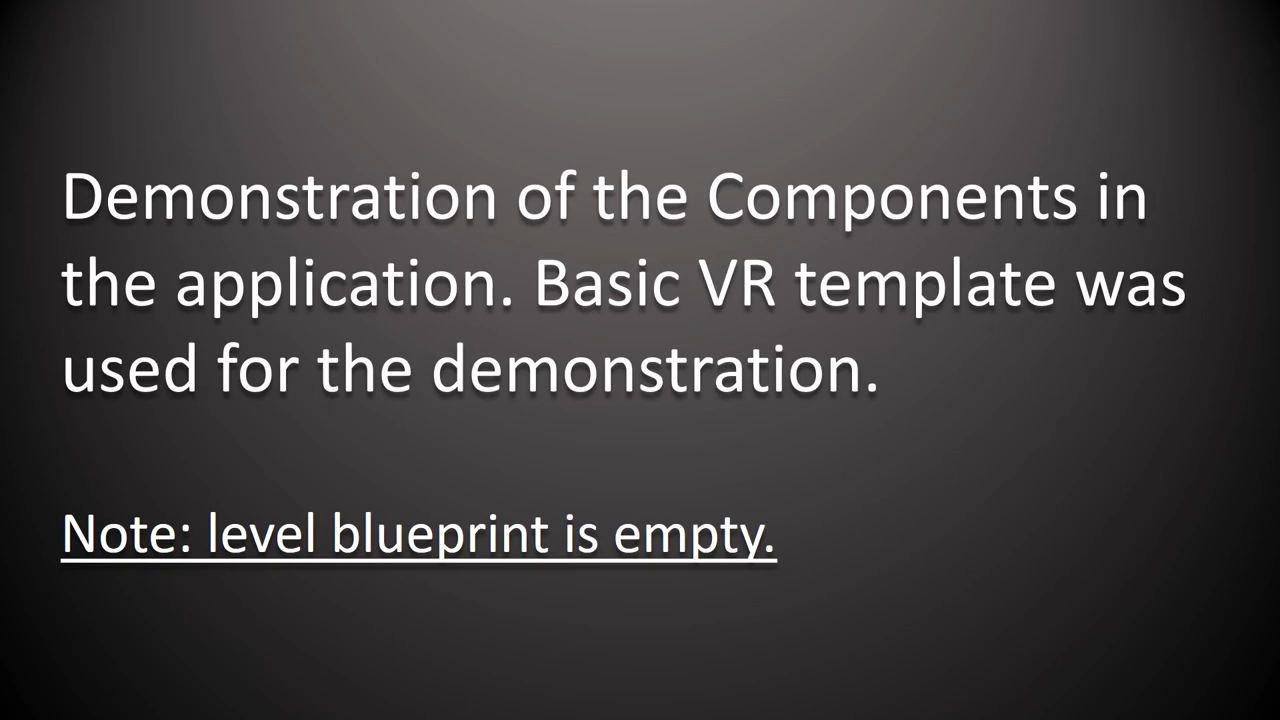 Demonstration of the Components in
the application. Basic VR template was
used for the demonstration.
Note: level blueprint is empty.